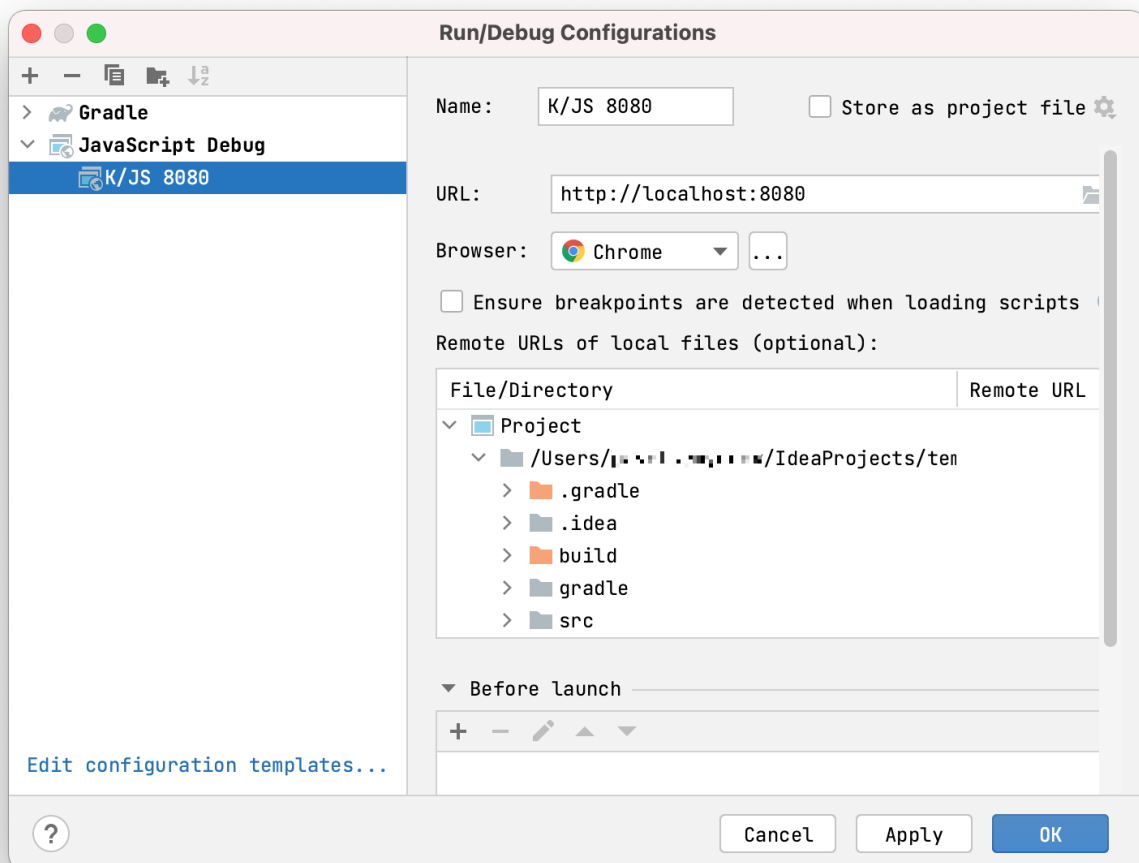 Run/Debug Configurations
Gradle
JavaScript Debug
K/JS 8080
Edit configuration templates...
Name: K/JS 8080 Store as project file
URL: http://localhost:8080
Browser: Chrome ...
Ensure breakpoints are detected when loading scripts
Remote URLs of local files (optional):
File/Directory Remote URL
Project
/Users/ /IdeaProjects/tem
.gradle
.idea
build
gradle
src
Before launch
? Cancel Apply OK